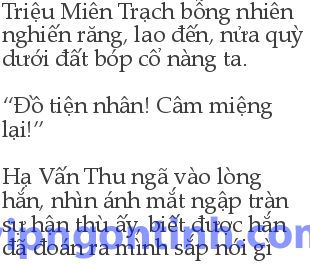 Triệu Miên Trạch bỗng nhiên
nghiến răng, lao đến, nửa quỳ
dưới đất bóp cổ nàng ta.
“Đồ tiện nhân! Câm miệng
lại!”
Hạ Vấn Thu ngã vào lòng
hắn, nhìn ánh mắt ngập tràn
sự hận thù ấy, biết được hắn
đã đoán ra mình sắp nói gì
vipngontinh.com